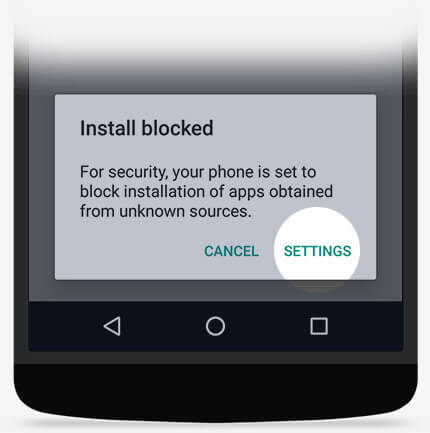 Install blocked
For security, your phone is set to
block installation of apps obtained
from unknown sources.
CANCEL SETTINGS